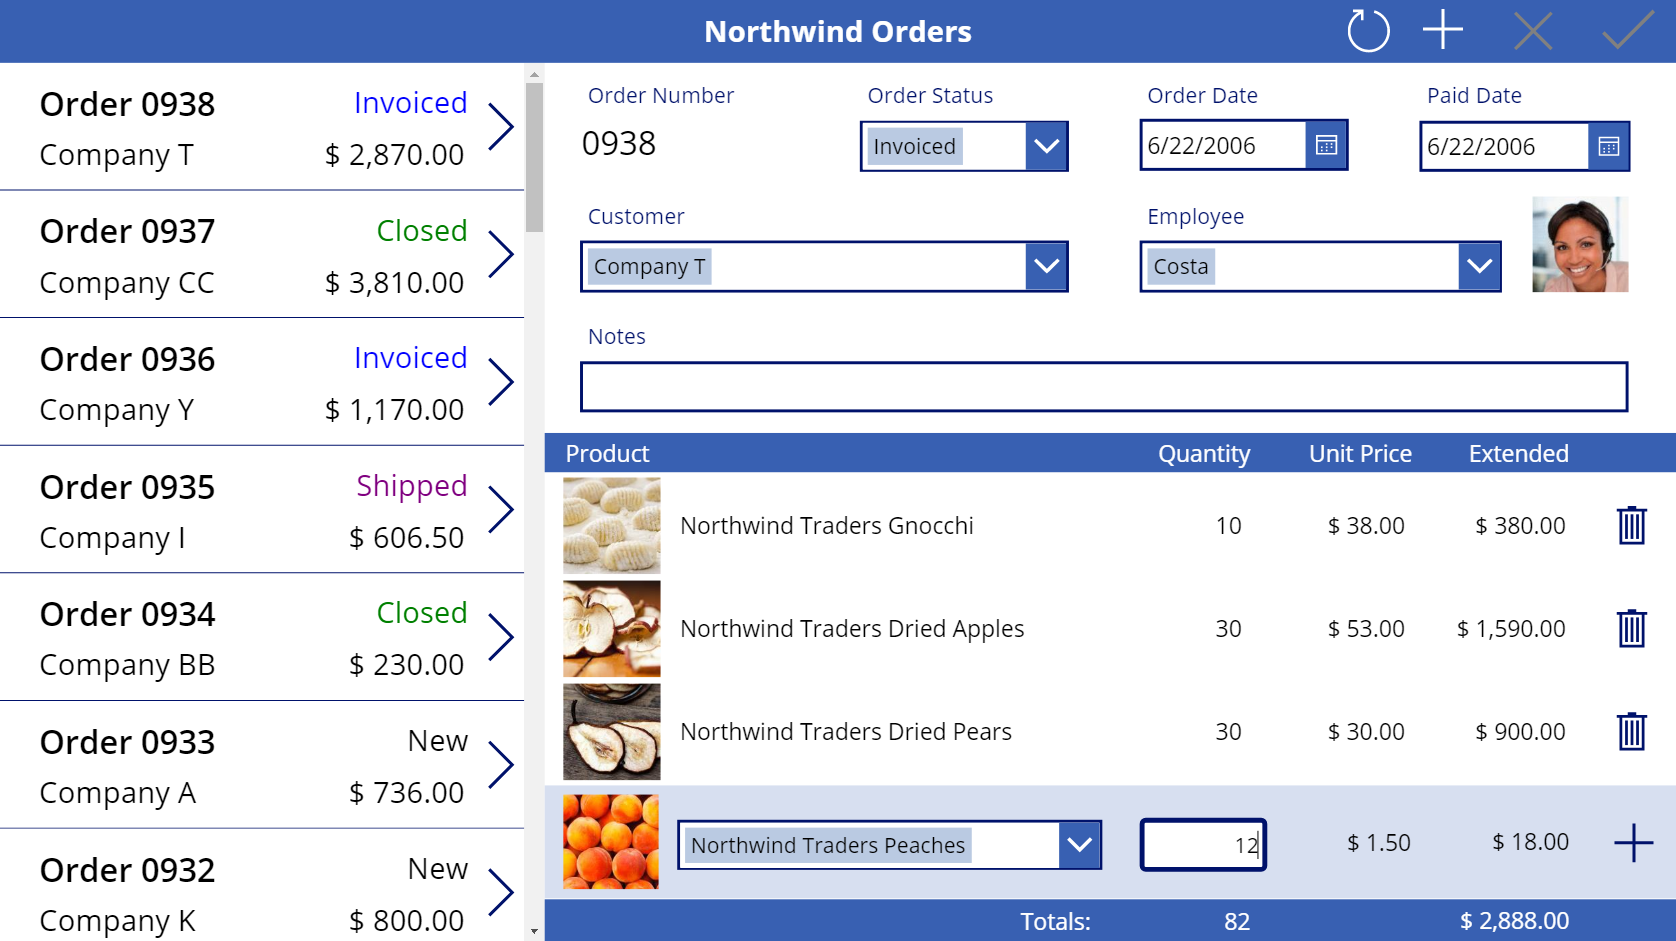 Northwind Orders
Order 0938 Invoiced
Company T $ 2,870.00
Order 0937 Closed
Company CC $ 3,810.00
Order 0936 Invoiced
Company Y $ 1,170.00
Order 0935 Shipped
Company I $ 606.50
Order 0934 Closed
Company BB $ 230.00
Order 0933 New
Company A $ 736.00
Order 0932 New
Company K $ 800.00
Order Number Order Status Order Date Paid Date
0938 Invoiced 6/22/2006 6/22/2006
Customer Employee
Company T Costa
Notes
Product Quantity Unit Price Extended
Northwind Traders Gnocchi 10 $ 38.00 $ 380.00
Northwind Traders Dried Apples 30 $ 53.00 $ 1,590.00
Northwind Traders Dried Pears 30 $ 30.00 $ 900.00
Northwind Traders Peaches 12 $ 1.50 $ 18.00
Totals: 82 $ 2,888.00